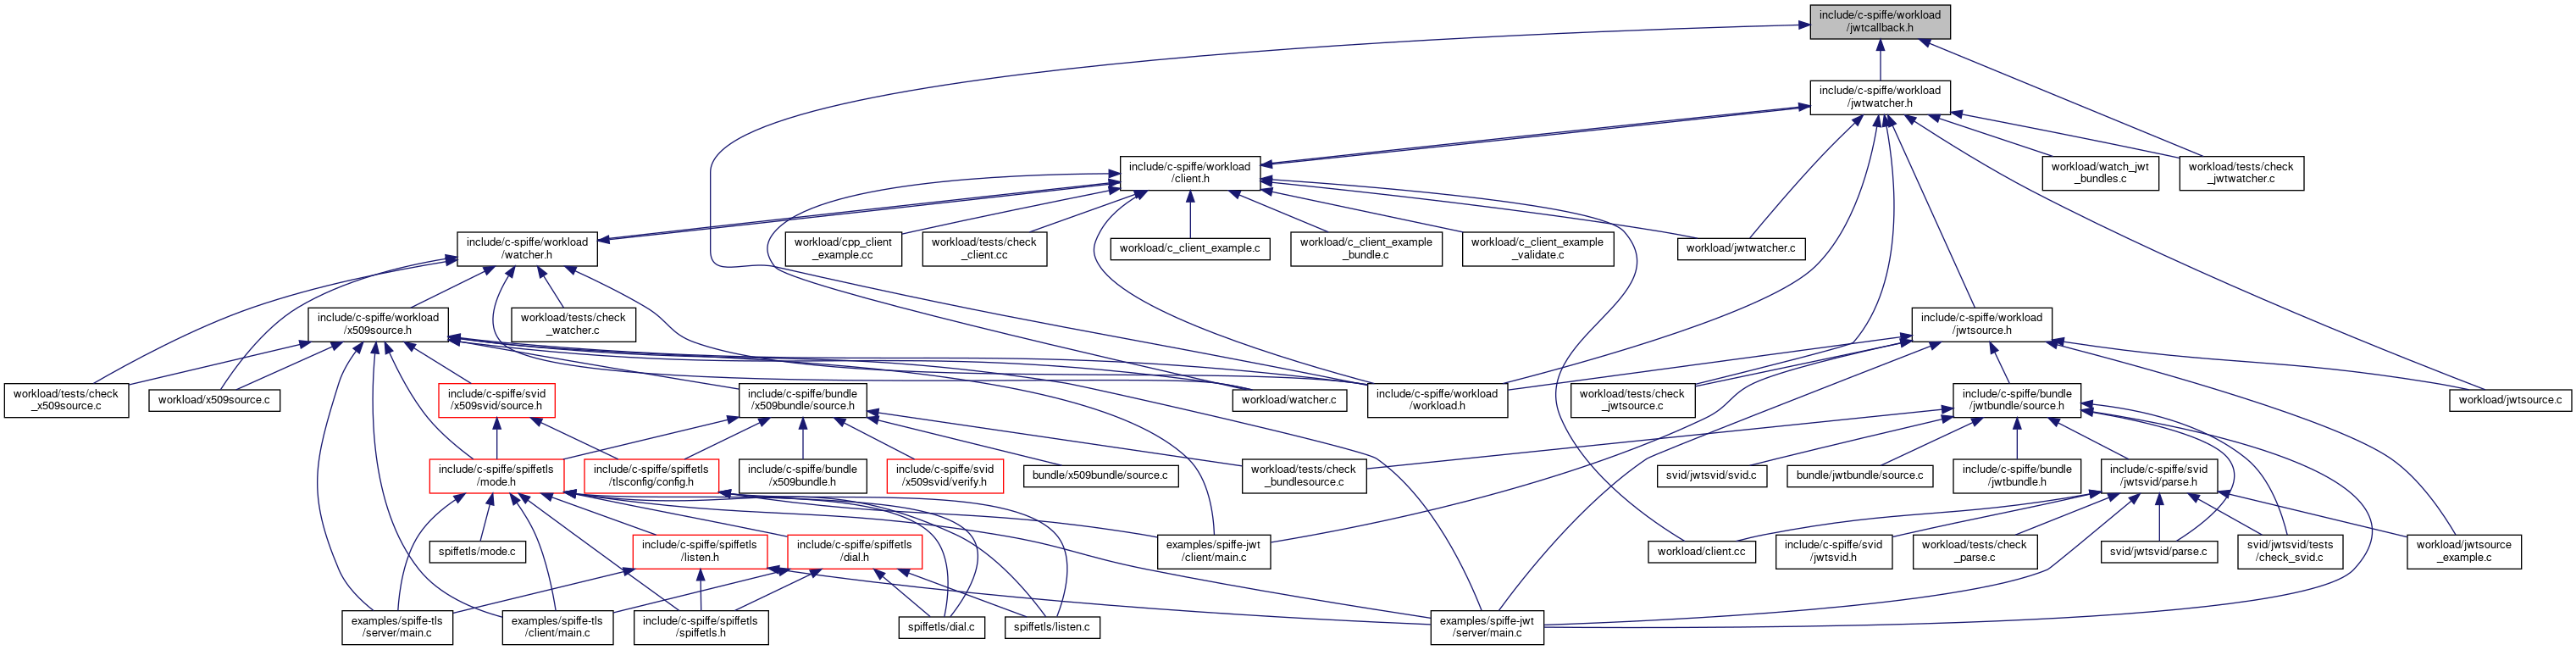 include/c-spiffe/workload
/jwtcallback.h
include/c-spiffe/workload
/jwtwatcher.h
include/c-spiffe/workload
/client.h
workload/watch_jwt
_bundles.c
workload/tests/check
_jwtwatcher.c
include/c-spiffe/workload
/watcher.h
workload/cpp_client
_example.cc
workload/tests/check
_client.cc
workload/c_client_example.c
workload/c_client_example
_bundle.c
workload/c_client_example
_validate.c
workload/jwtwatcher.c
include/c-spiffe/workload
/x509source.h
workload/tests/check
_watcher.c
include/c-spiffe/workload
/jwtsource.h
workload/tests/check
_x509source.c
workload/x509source.c
include/c-spiffe/svid
/x509svid/source.h
include/c-spiffe/bundle
/x509bundle/source.h
workload/watcher.c
include/c-spiffe/workload
/workload.h
workload/tests/check
_jwtsource.c
include/c-spiffe/bundle
/jwtbundle/source.h
workload/jwtsource.c
include/c-spiffe/spiffetls
/mode.h
include/c-spiffe/spiffetls
/tlsconfig/config.h
include/c-spiffe/bundle
/x509bundle.h
include/c-spiffe/svid
/x509svid/verify.h
bundle/x509bundle/source.c
workload/tests/check
_bundlesource.c
svid/jwtsvid/svid.c
bundle/jwtbundle/source.c
include/c-spiffe/bundle
/jwtbundle.h
include/c-spiffe/svid
/jwtsvid/parse.h
spiffetls/mode.c
include/c-spiffe/spiffetls
/listen.h
include/c-spiffe/spiffetls
/dial.h
examples/spiffe-jwt
/client/main.c
workload/client.cc
include/c-spiffe/svid
/jwtsvid.h
workload/tests/check
_parse.c
svid/jwtsvid/parse.c
svid/jwtsvid/tests
/check_svid.c
workload/jwtsource
_example.c
examples/spiffe-tls
/server/main.c
examples/spiffe-tls
/client/main.c
include/c-spiffe/spiffetls
/spiffetls.h
spiffetls/dial.c
spiffetls/listen.c
examples/spiffe-jwt
/server/main.c